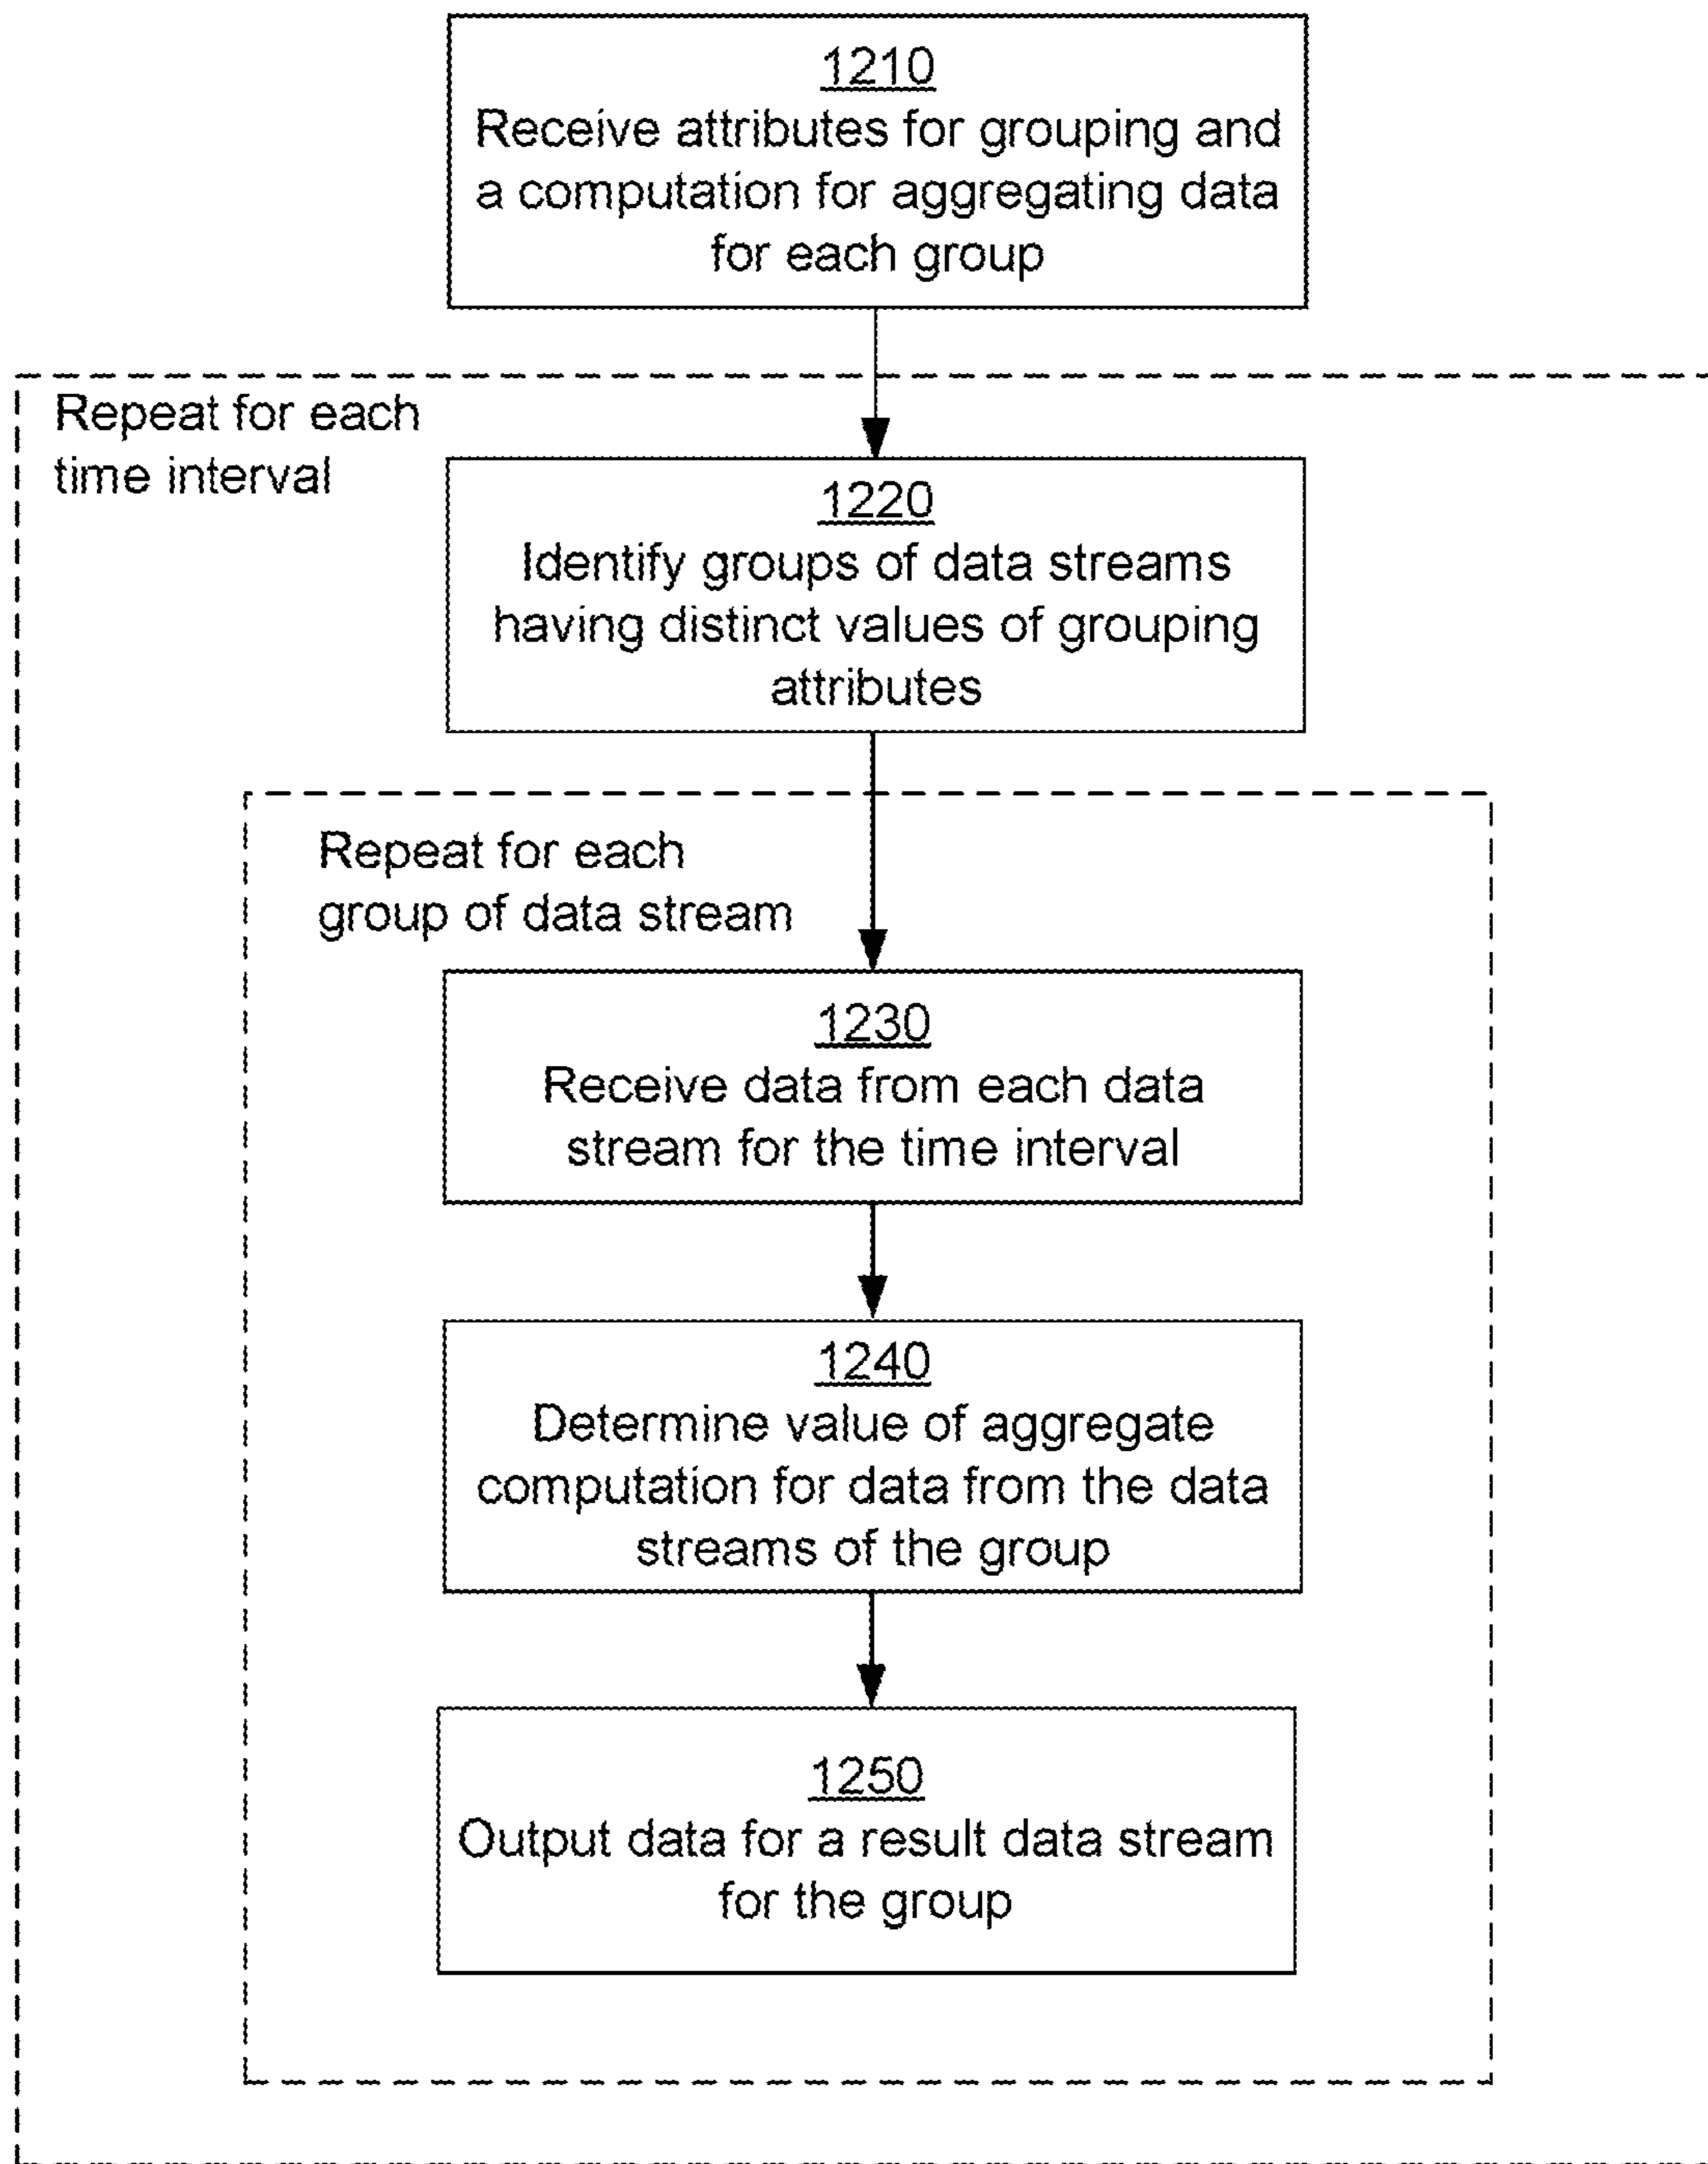 1210
Receive attributes for grouping and
a computation for aggregating data
for each group
Repeat for each
time interval
1220
Identify groups of data streams
having distinct values of grouping
attributes
Repeat for each
group of data stream
1230
Receive data from each data
stream for the time interval
1240
Determine value of aggregate
computation for data from the data
streams of the group
1250
Output data for a result data stream
for the group